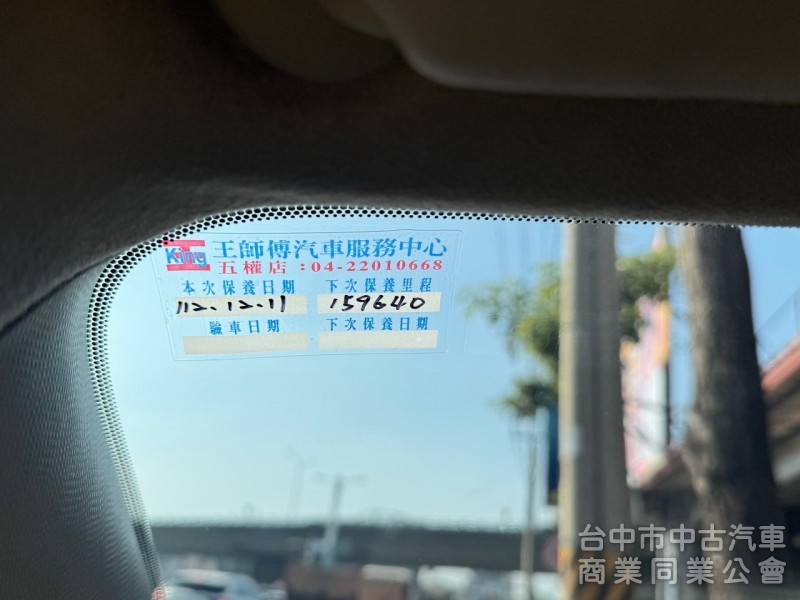 King 王師傅汽車服務中心
五權店：04-22010668
本次保養日期 下次保養里程
112.12.11 159640
驗車日期 下次保養日期
台中市中古汽車
商業同業公會